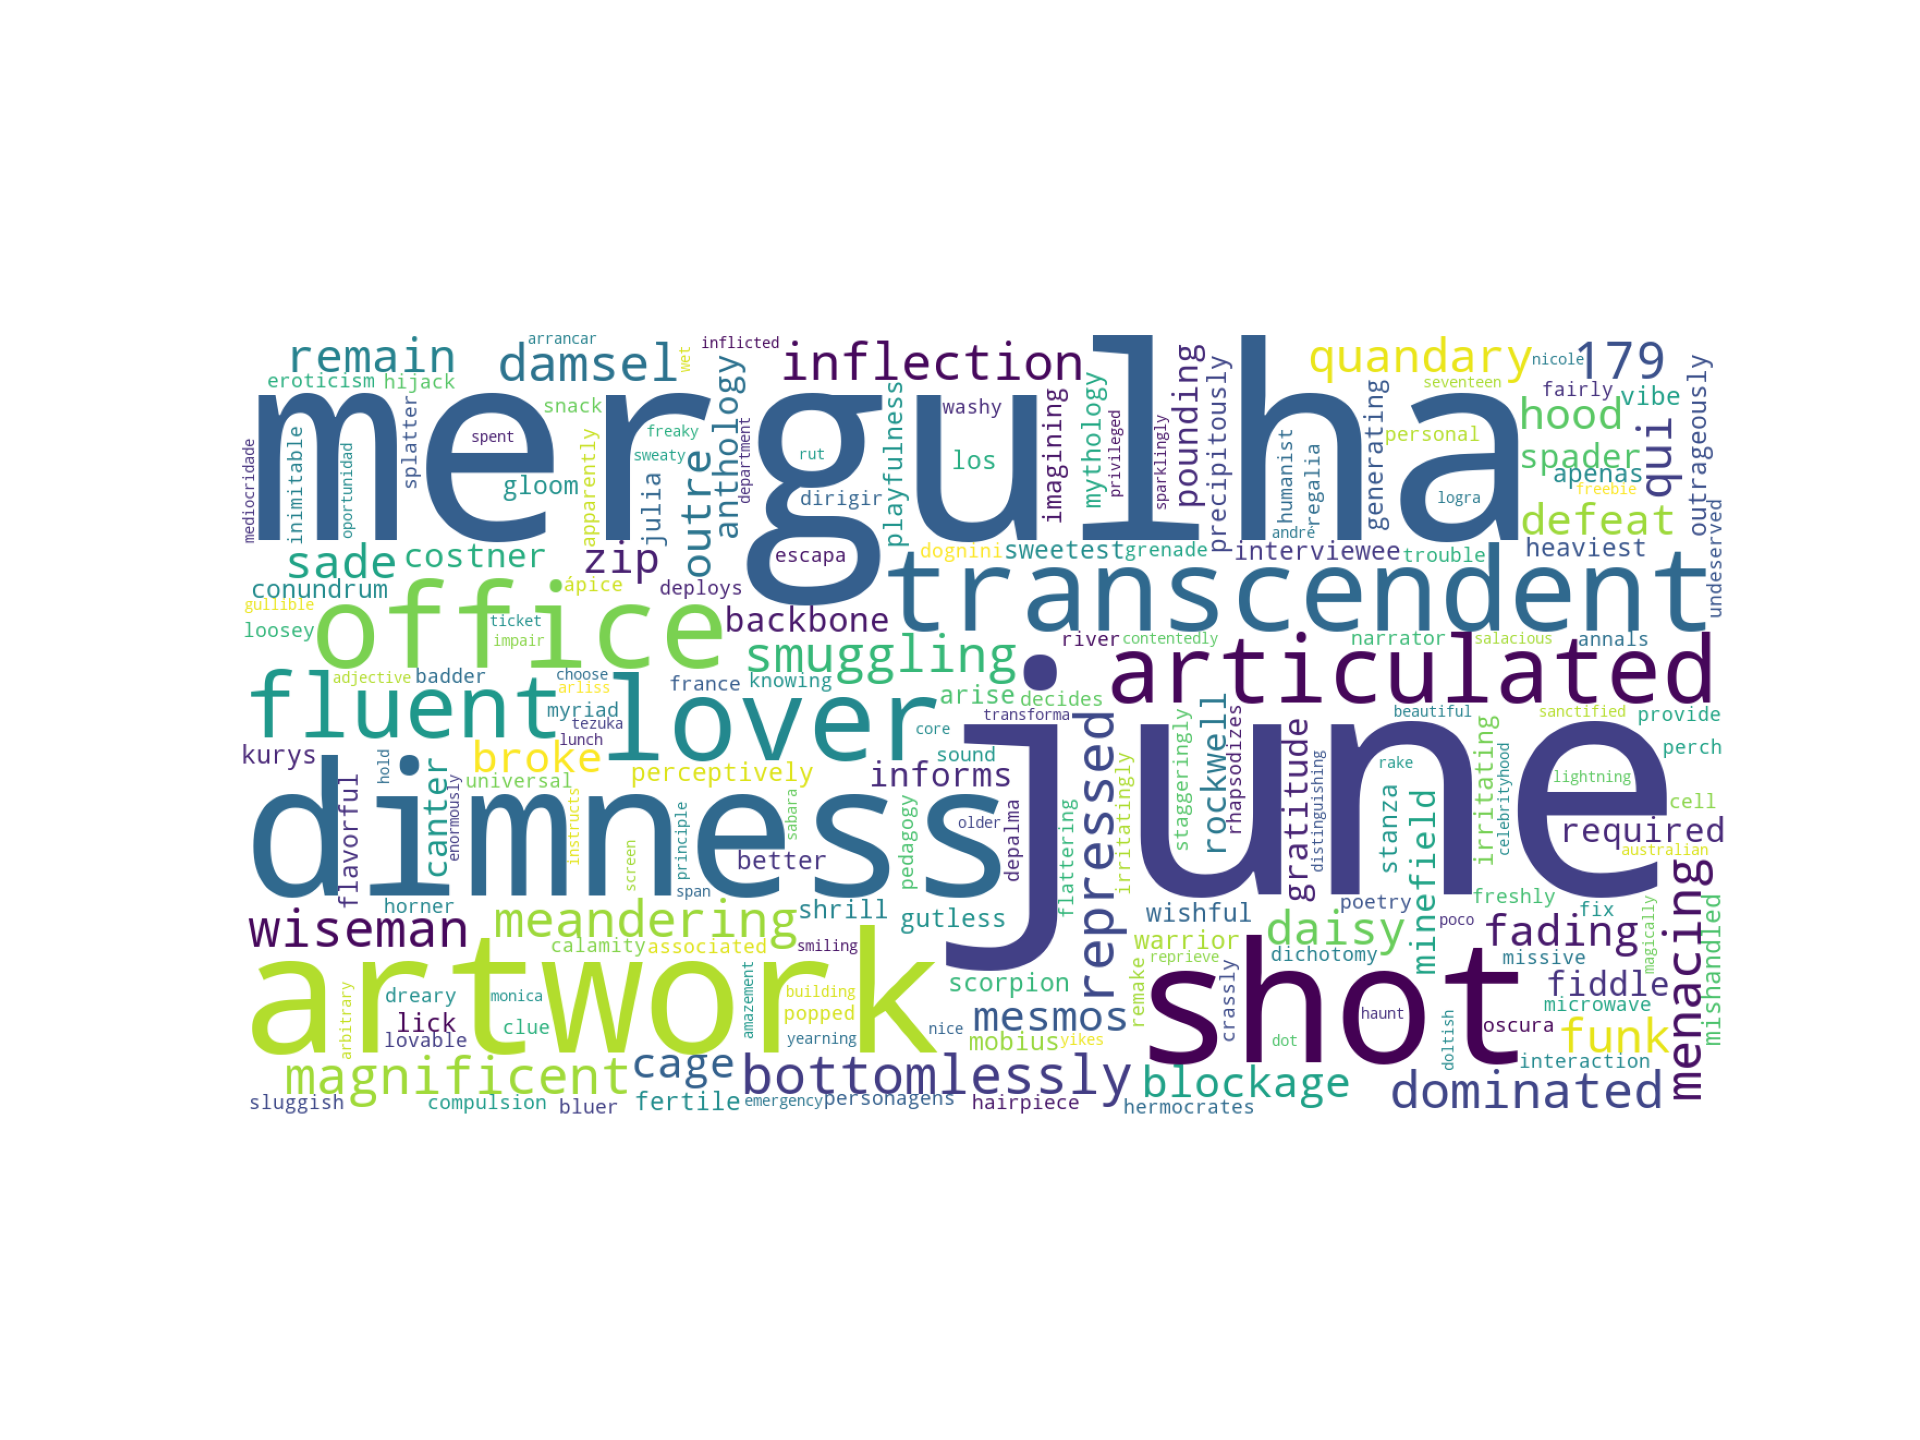 mergulha
june
dimness
artwork
shot
transcendent
office
lover
articulated
fluent
remain
arrancar
damsel
wet
inflicted
inflection
quandary
nicole
179
eroticism
hijack
seventeen
fairly
vibe
snack
freaky
sweaty
spent
splatter
inimitable
oportunidad
mediocridade
apparently
julia
outre
anthology
department
rut
dirigir
playfulness
washy
los
imagining
mythology
privileged
sparklingly
pounding
precipitously
humanist
regalia
andré
generating
personal
logra
hood
spader
apenas
freebie
qui
outrageously
undeserved
defeat
heaviest
gloom
sade
costner
zip
escapa
dognini
sweetest
grenade
interviewee
trouble
conundrum
ápice
deploys
gullible
loosey
ticket
impair
backbone
smuggling
river
contentedly
narrator
salacious
annals
adjective
badder
choose
arliss
myriad
tezuka
lunch
france
knowing
arise
decides
transforma
core
sound
kurys
broke
perceptively
informs
universal
hold
canter
enormously
flavorful
instructs
screen
principle
sabara
better
span
pedagogy
older
depalma
flattering
repressed
irritatingly
staggeringly
rockwell
rhapsodizes
gratitude
distinguishing
beautiful
rake
stanza
minefield
irritating
celebrityhood
sanctified
provide
perch
lightning
cell
required
australian
horner
wiseman
meandering
shrill
gutless
wishful
poetry
freshly
fix
poco
calamity
associated
smiling
warrior
reprieve
daisy
dichotomy
fading
missive
magically
menacing
mishandled
arbitrary
dreary
monica
lick
clue
lovable
amazement
building
popped
yearning
nice
scorpion
mesmos
mobius
yikes
remake
crassly
haunt
dot
doltish
oscura
fiddle
microwave
funk
interaction
magnificent
cage
bottomlessly
blockage
dominated
sluggish
compulsion
bluer
fertile
emergency
personagens
hairpiece
hermocrates